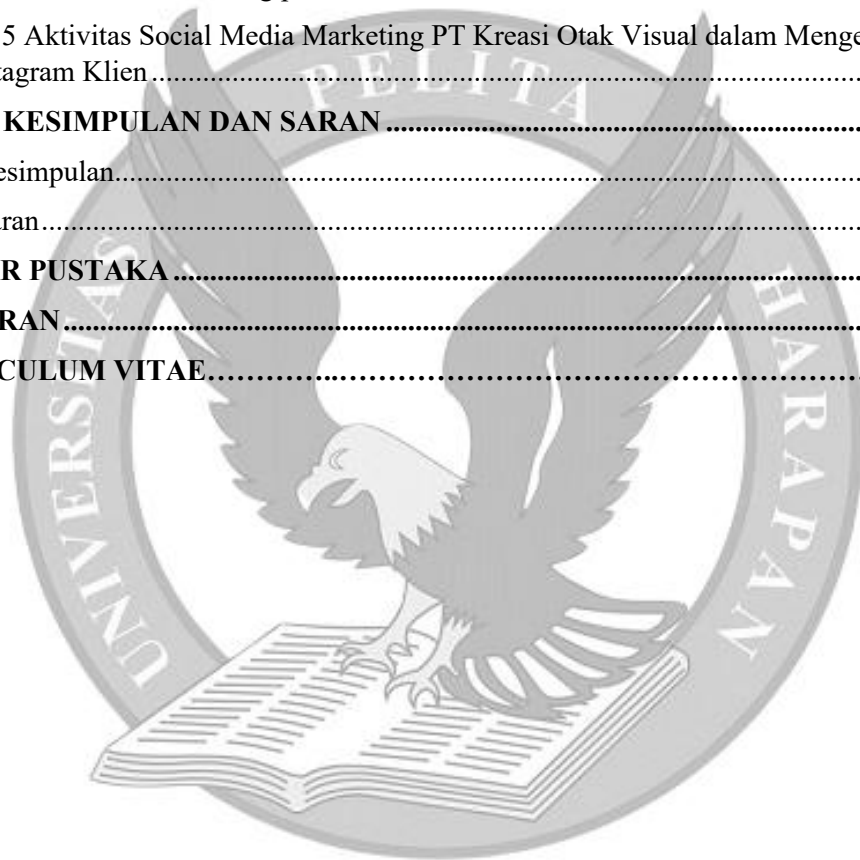 5 Aktivitas Social Media Marketing PT Kreasi Otak Visual dalam Menge
tagram Klien........................................................................................................
KESIMPULAN DAN SARAN........................................................................
esimpulan.............................................................................................................
ran........................................................................................................................
R PUSTAKA......................................................................................................
RAN....................................................................................................................
CULUM VITAE……………………………………………………………
UNIVERSITAS PELITA HARAPAN